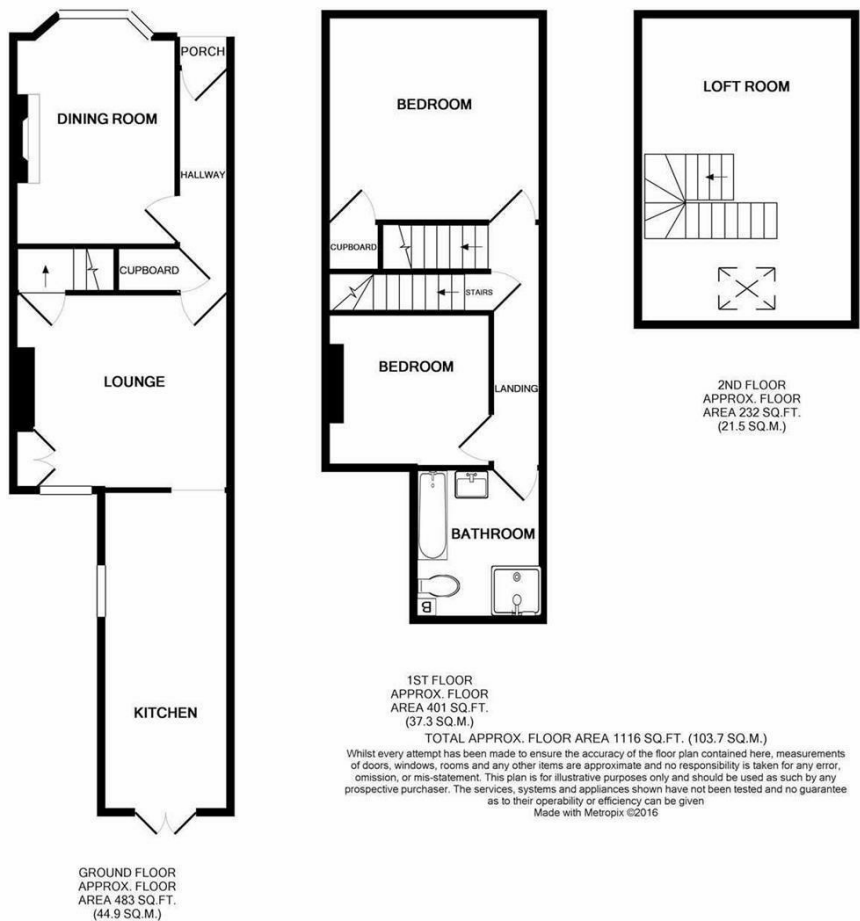 PORCH
DINING ROOM
HALLWAY
CUPBOARD
LOUNGE
KITCHEN
GROUND FLOOR
APPROX. FLOOR
AREA 483 SQ.FT.
(44.9 SQ.M.)
BEDROOM
CUPBOARD
STAIRS
BEDROOM
LANDING
BATHROOM
B
1ST FLOOR
APPROX. FLOOR
AREA 401 SQ.FT.
(37.3 SQ.M.)
LOFT ROOM
2ND FLOOR
APPROX. FLOOR
AREA 232 SQ.FT.
(21.5 SQ.M.)
TOTAL APPROX. FLOOR AREA 1116 SQ.FT. (103.7 SQ.M.)
Whilst every attempt has been made to ensure the accuracy of the floor plan contained here, measurements
of doors, windows, rooms and any other items are approximate and no responsibility is taken for any error,
omission, or mis-statement. This plan is for illustrative purposes only and should be used as such by any
prospective purchaser. The services, systems and appliances shown have not been tested and no guarantee
as to their operability or efficiency can be given
Made with Metropix ©2016